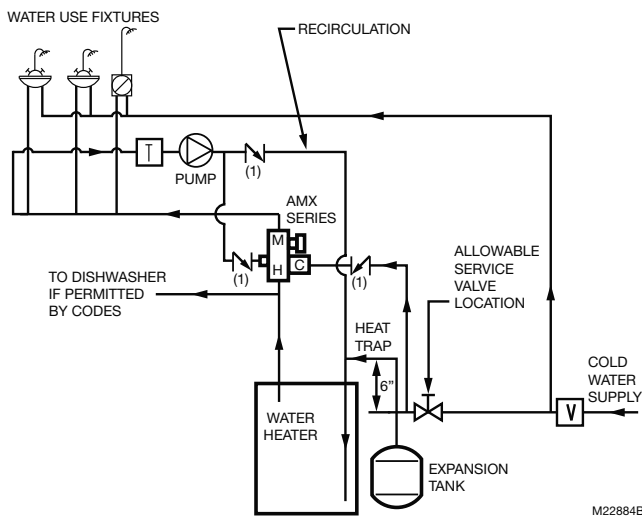 WATER USE FIXTURES
RECIRCULATION
T
PUMP
(1)
AMX
SERIES
M
H
C
(1)
(1)
ALLOWABLE
SERVICE
VALVE
LOCATION
TO DISHWASHER
IF PERMITTED
BY CODES
HEAT
TRAP
6"
COLD
WATER
SUPPLY
V
WATER
HEATER
EXPANSION
TANK
M22884B